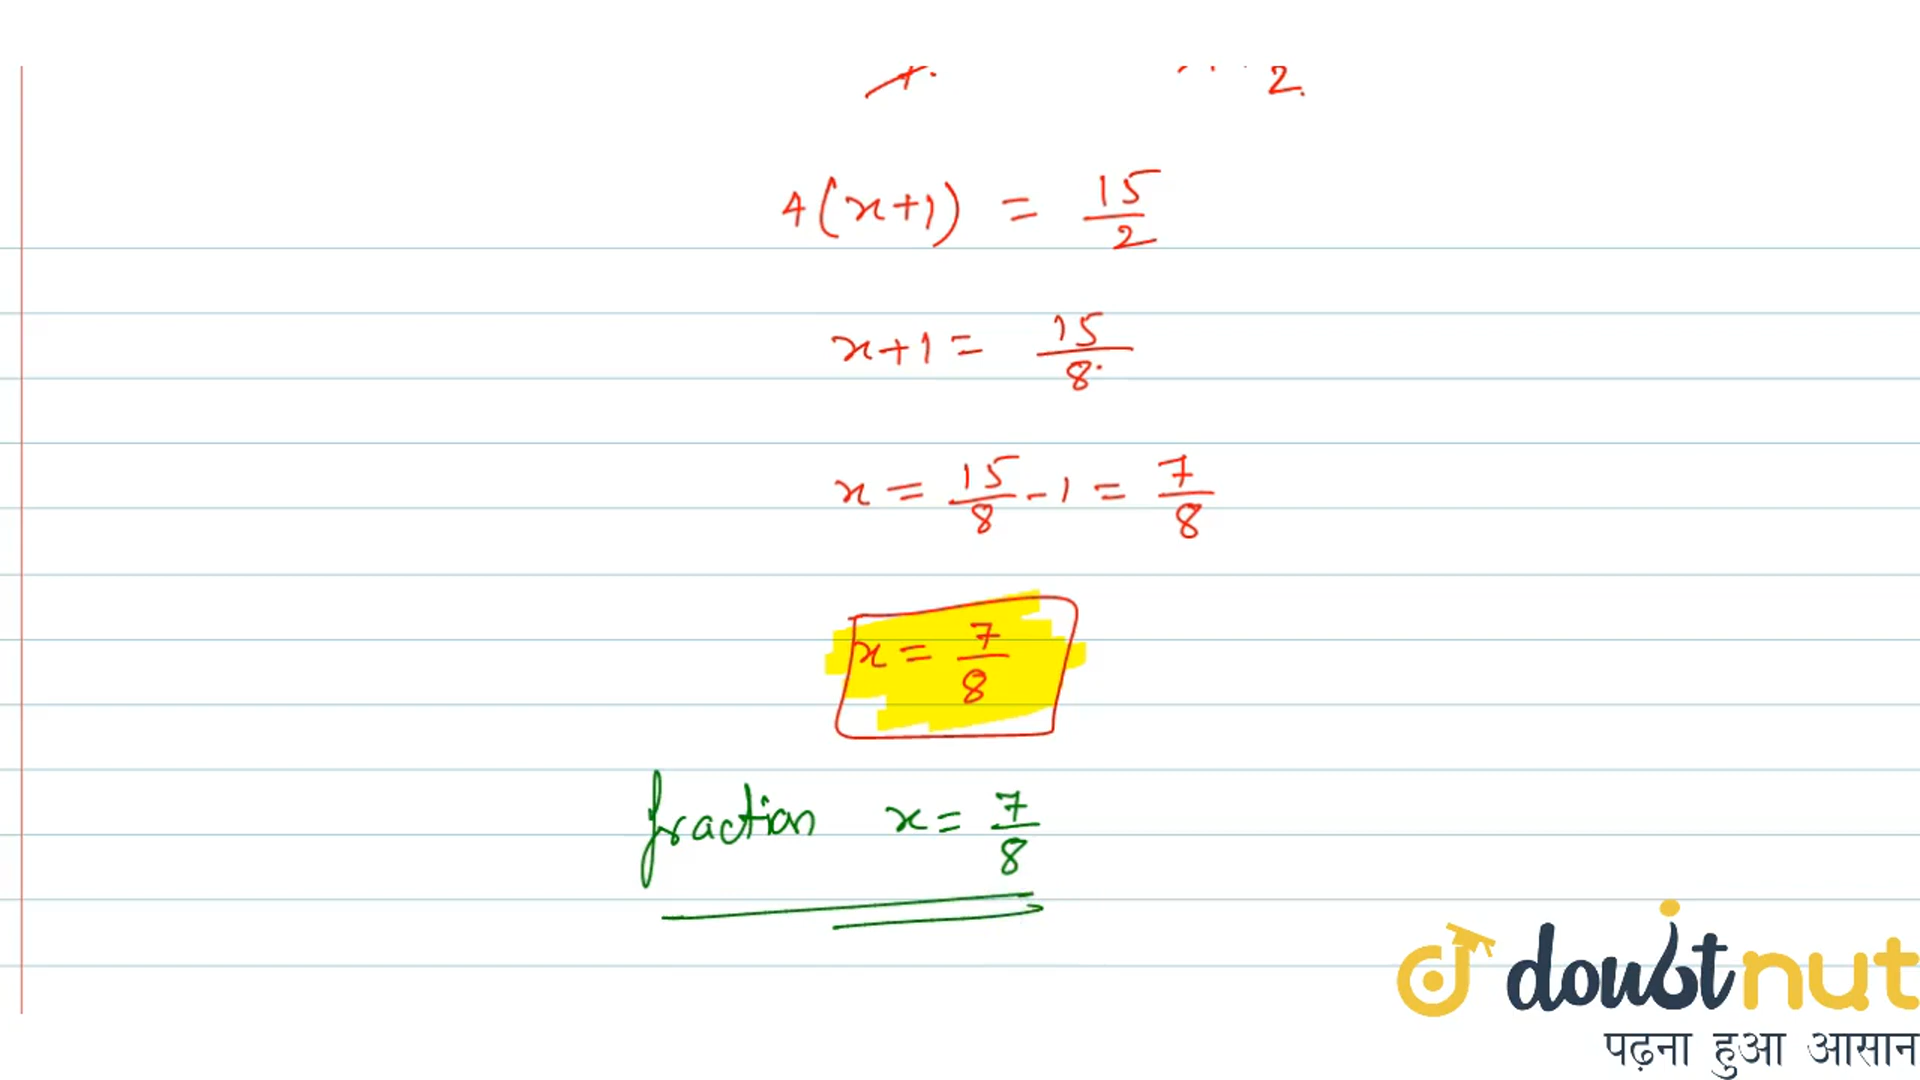 2.
4(x+1) = 15/2
x+1 = 15/8
x = 15/8 - 1 = 7/8
x = 7/8
fraction x = 7/8
doubtnut
पढ़ना हुआ आसान